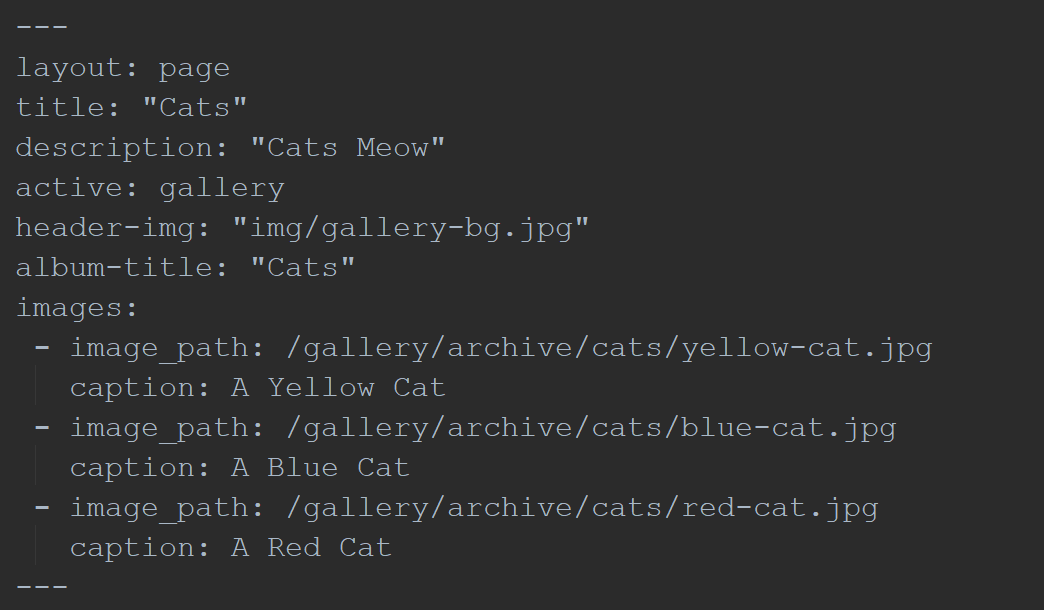 ---
layout: page
title: "Cats"
description: "Cats Meow"
active: gallery
header-img: "img/gallery-bg.jpg"
album-title: "Cats"
images:
 - image_path: /gallery/archive/cats/yellow-cat.jpg
   caption: A Yellow Cat
 - image_path: /gallery/archive/cats/blue-cat.jpg
   caption: A Blue Cat
 - image_path: /gallery/archive/cats/red-cat.jpg
   caption: A Red Cat
---